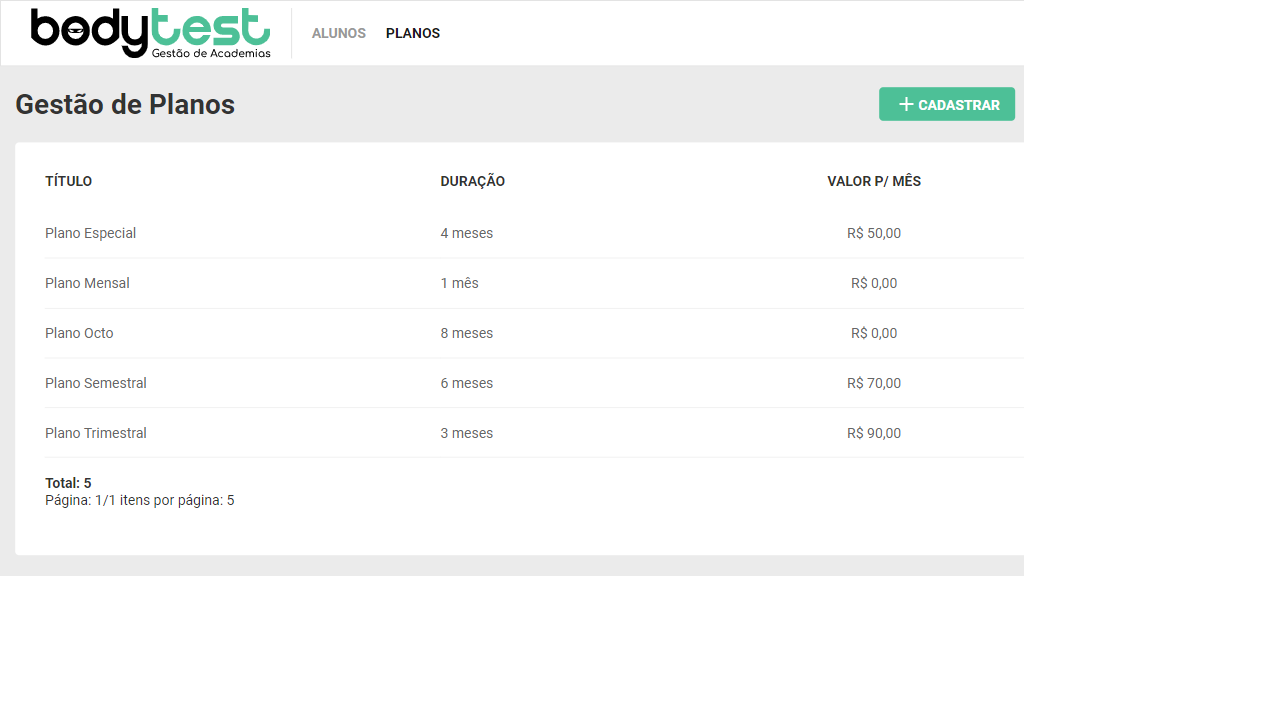 bodytest
Gestão de Academias
ALUNOS PLANOS
Gestão de Planos
CADASTRAR
TÍTULO DURAÇÃO VALOR P/ MÊS
Plano Especial 4 meses R$ 50,00
Plano Mensal 1 mês R$ 0,00
Plano Octo 8 meses R$ 0,00
Plano Semestral 6 meses R$ 70,00
Plano Trimestral 3 meses R$ 90,00
Total: 5
Página: 1/1 itens por página: 5